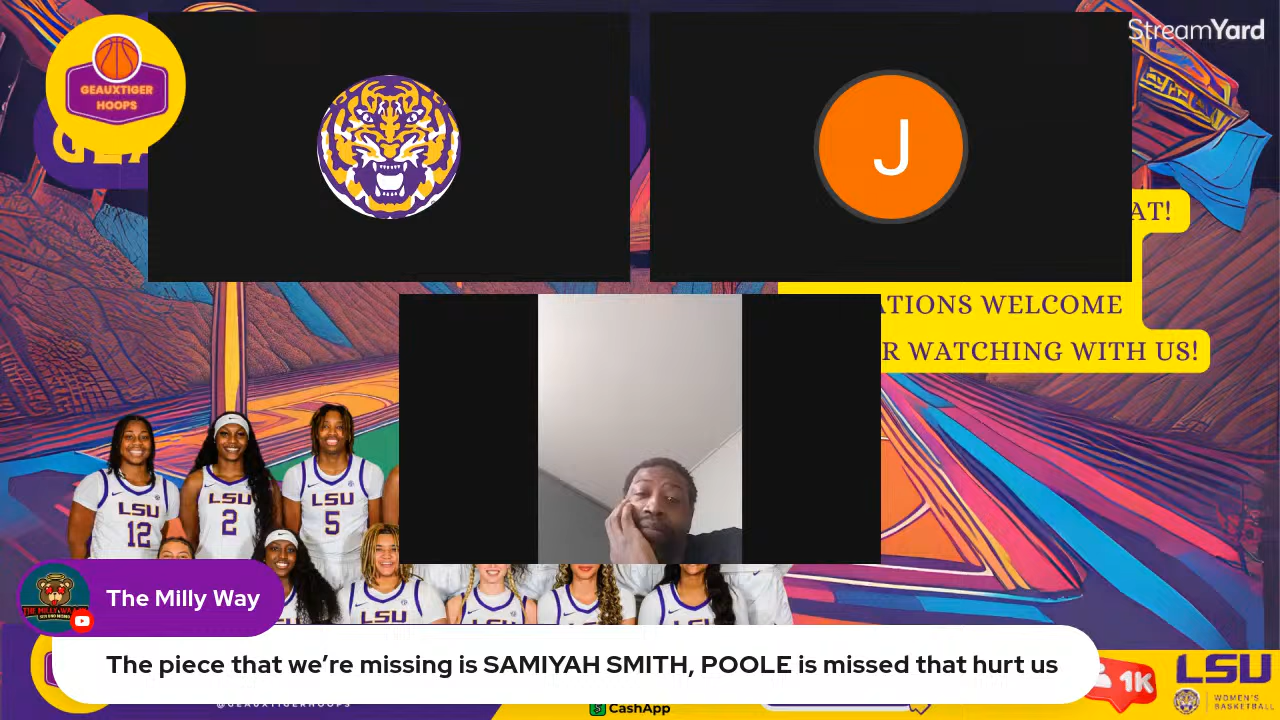 StreamYard
GEAUXTIGER
HOOPS
J
AT!
ATIONS WELCOME
R WATCHING WITH US!
LSU
12
LSU
2
LSU
5
LSU
The Milly Way
The piece that we're missing is SAMIYAH SMITH, POOLE is missed that hurt us
@GEAUXTIGERHOOPS
CashApp
1K
LSU
WOMEN'S
BASKETBALL